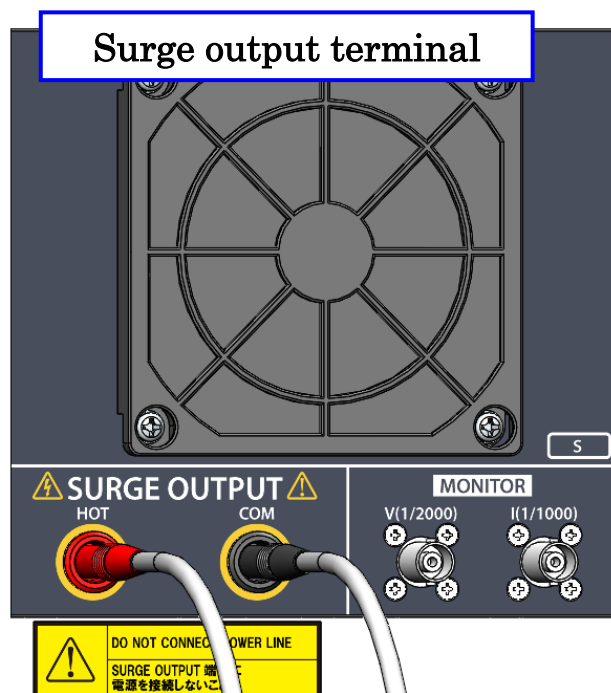 Surge output terminal
S
SURGE OUTPUT
HOT
COM
MONITOR
V(1/2000)
I(1/1000)
DO NOT CONNEC OWER LINE
SURGE OUTPUT 端
電源を接続しないこ